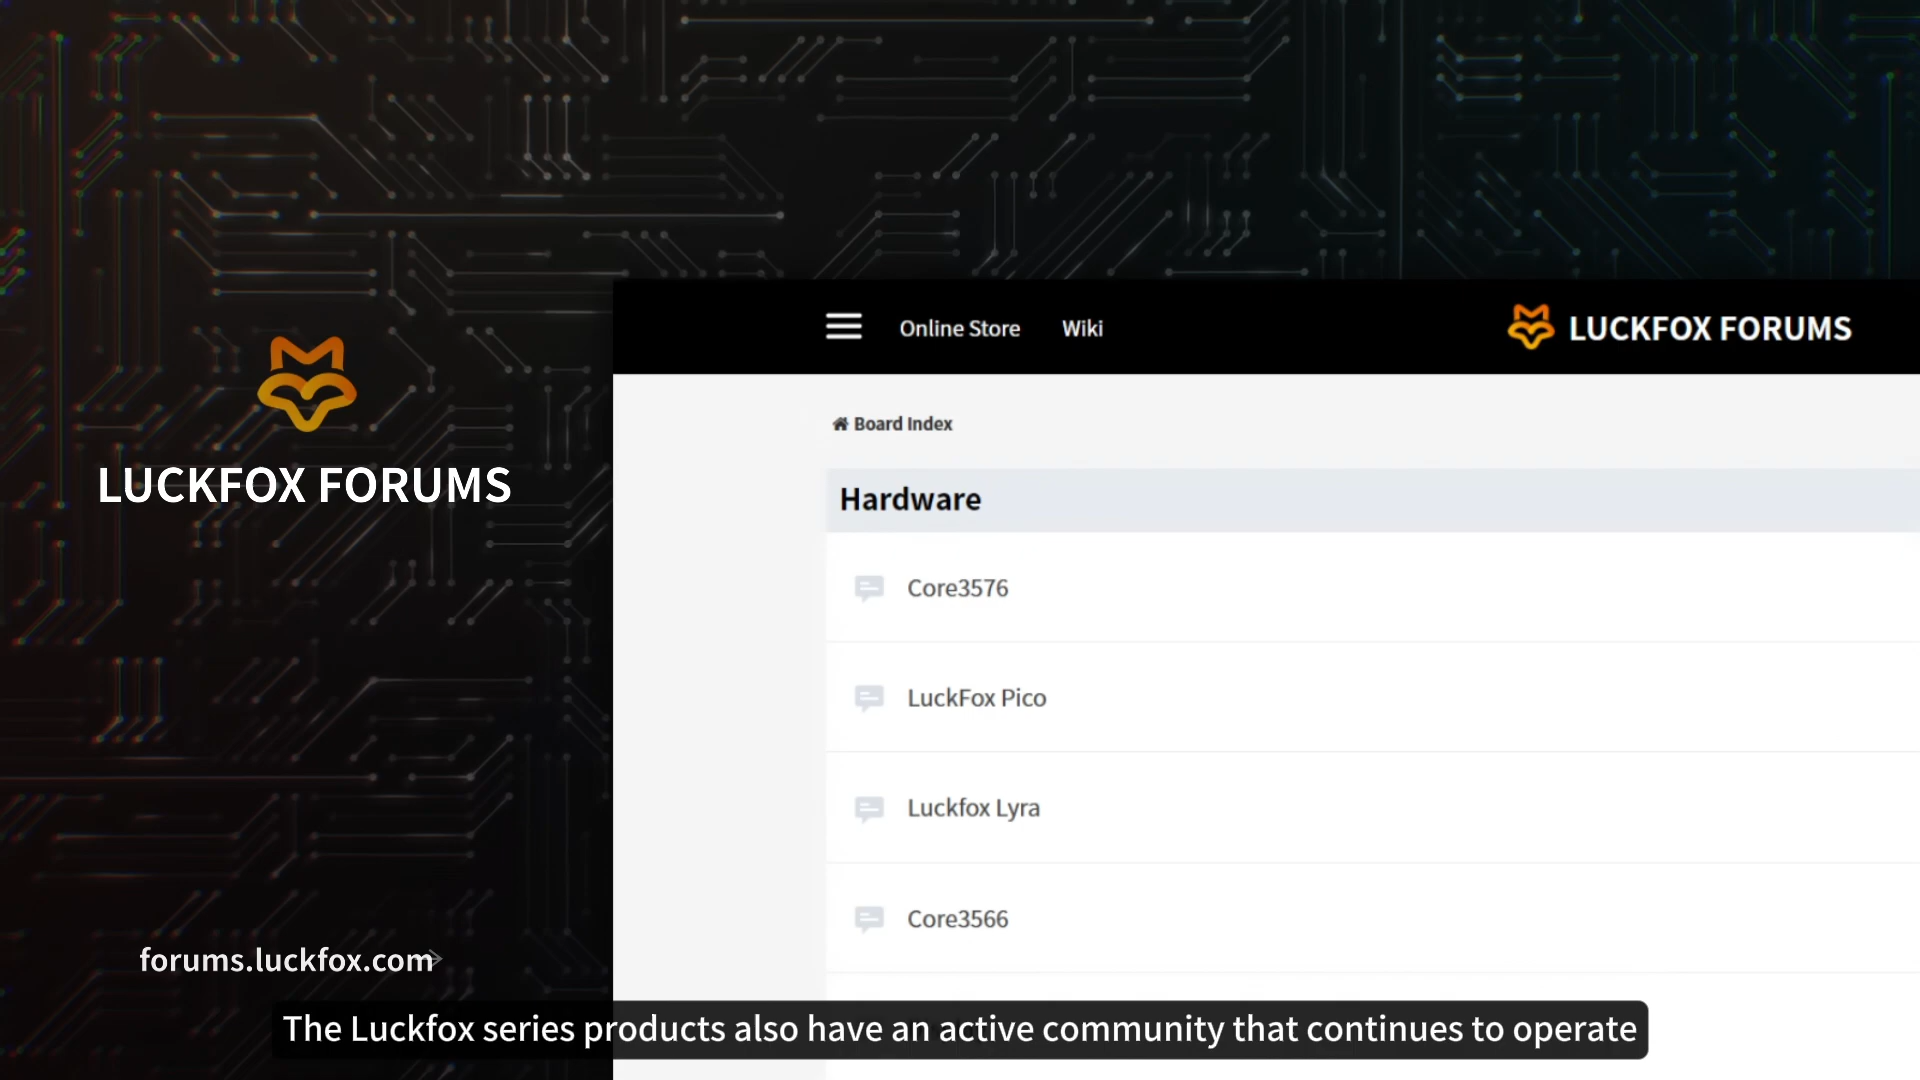 LUCKFOX FORUMS
forums.luckfox.com
Online Store
Wiki
LUCKFOX FORUMS
Board Index
Hardware
Core3576
LuckFox Pico
Luckfox Lyra
Core3566
The Luckfox series products also have an active community that continues to operate